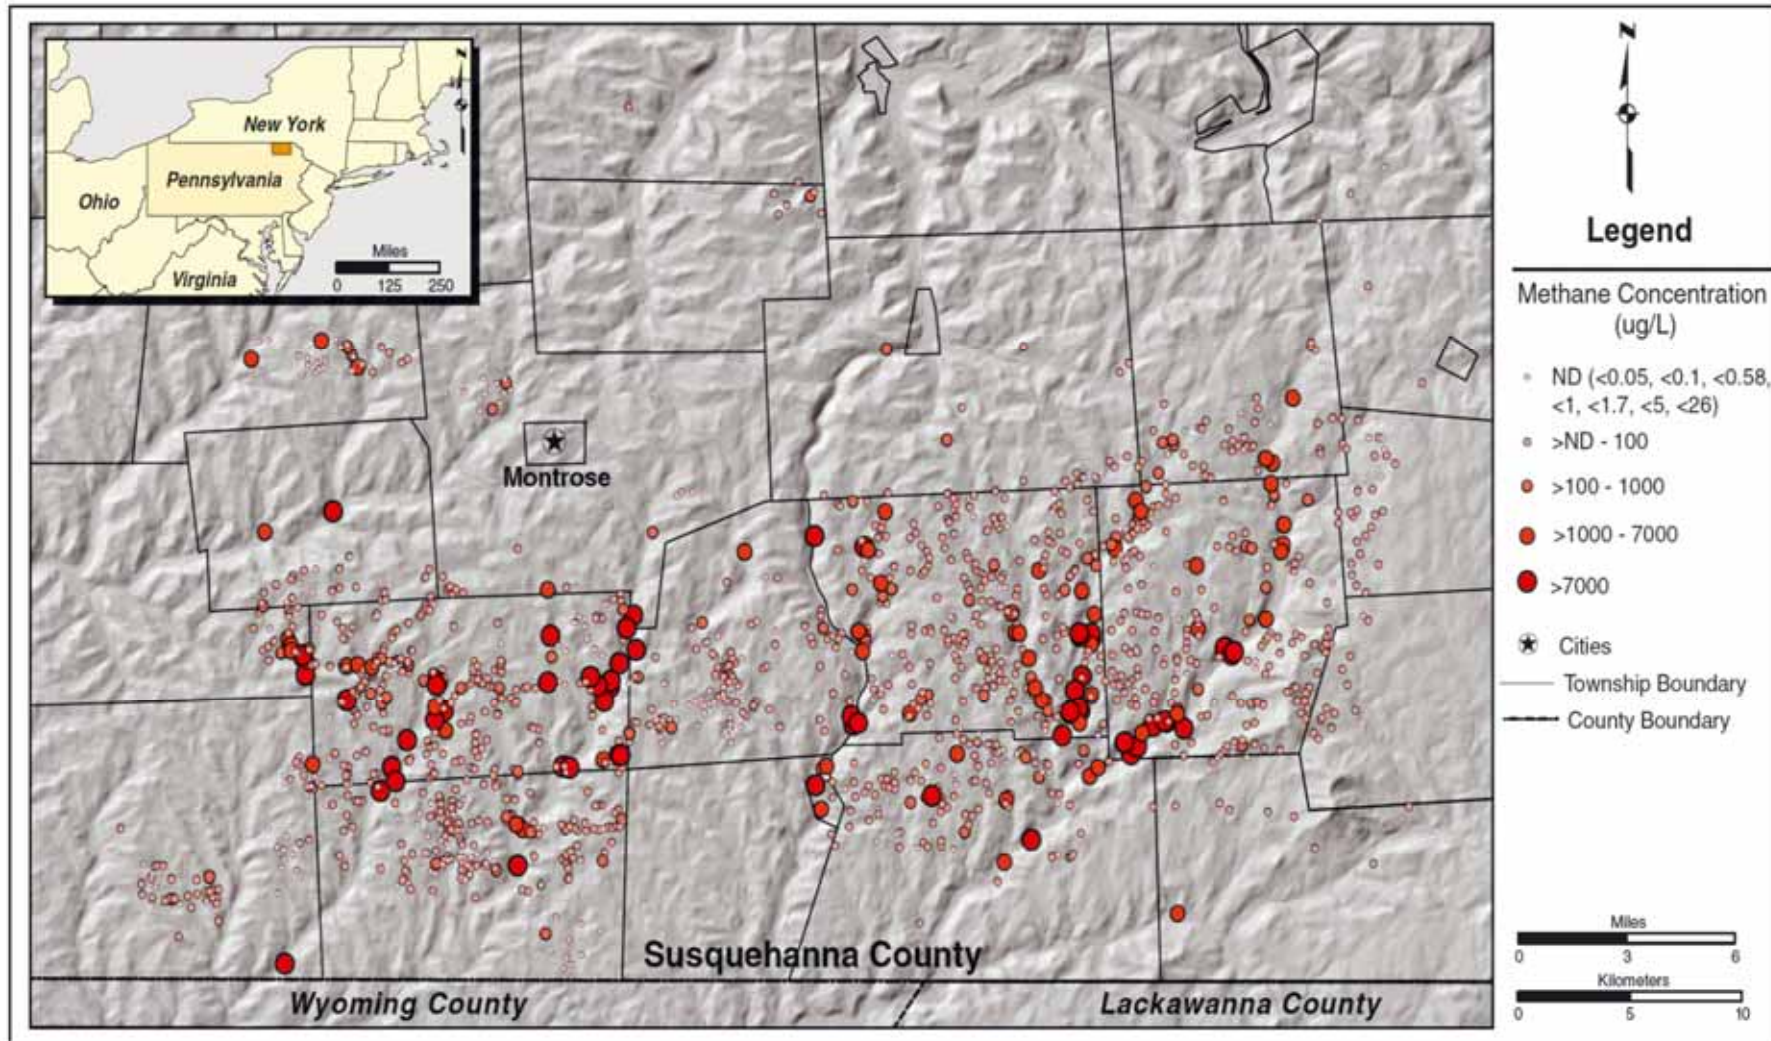 New York
Pennsylvania
Ohio
Virginia
Miles
0 125 250
N
Montrose
Susquehanna County
Wyoming County
Lackawanna County
N
Legend
Methane Concentration
(ug/L)
ND (<0.05, <0.1, <0.58,
<1, <1.7, <5, <26)
>ND - 100
>100 - 1000
>1000 - 7000
>7000
Cities
Township Boundary
County Boundary
Miles
0 3 6
Kilometers
0 5 10